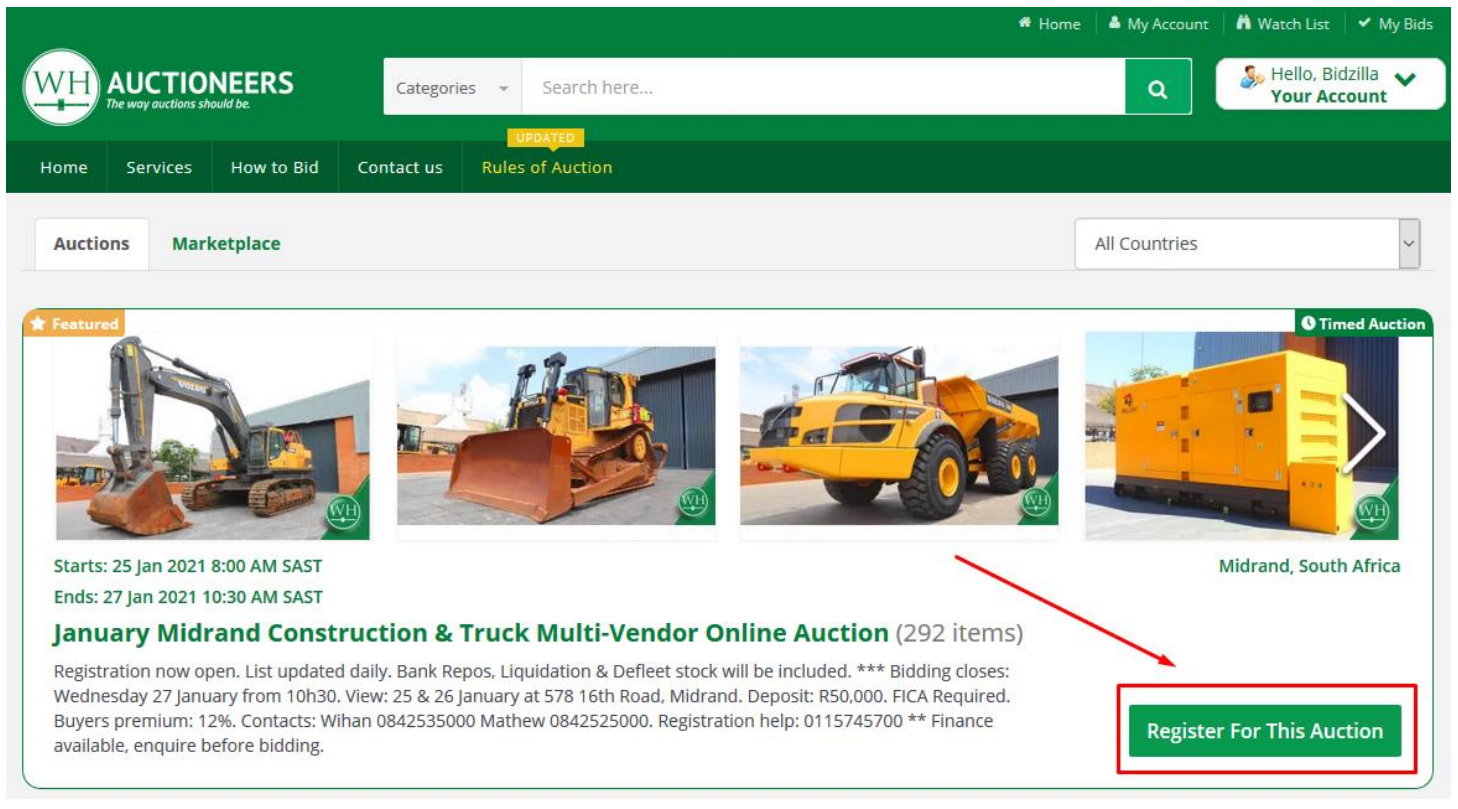 Home My Account Watch List My Bids
WH AUCTIONEERS
The way auctions should be.
Categories Search here...
Hello, Bidzilla
Your Account
UPDATED
Home Services How to Bid Contact us Rules of Auction
Auctions Marketplace All Countries
Featured Timed Auction
VOLVO
WH WH WH WH
Starts: 25 Jan 2021 8:00 AM SAST Midrand, South Africa
Ends: 27 Jan 2021 10:30 AM SAST
January Midrand Construction & Truck Multi-Vendor Online Auction (292 items)
Registration now open. List updated daily. Bank Repos, Liquidation & Defleet stock will be included. *** Bidding closes:
Wednesday 27 January from 10h30. View: 25 & 26 January at 578 16th Road, Midrand. Deposit: R50,000. FICA Required.
Buyers premium: 12%. Contacts: Wihan 0842535000 Mathew 0842525000. Registration help: 0115745700 ** Finance
available, enquire before bidding.
Register For This Auction